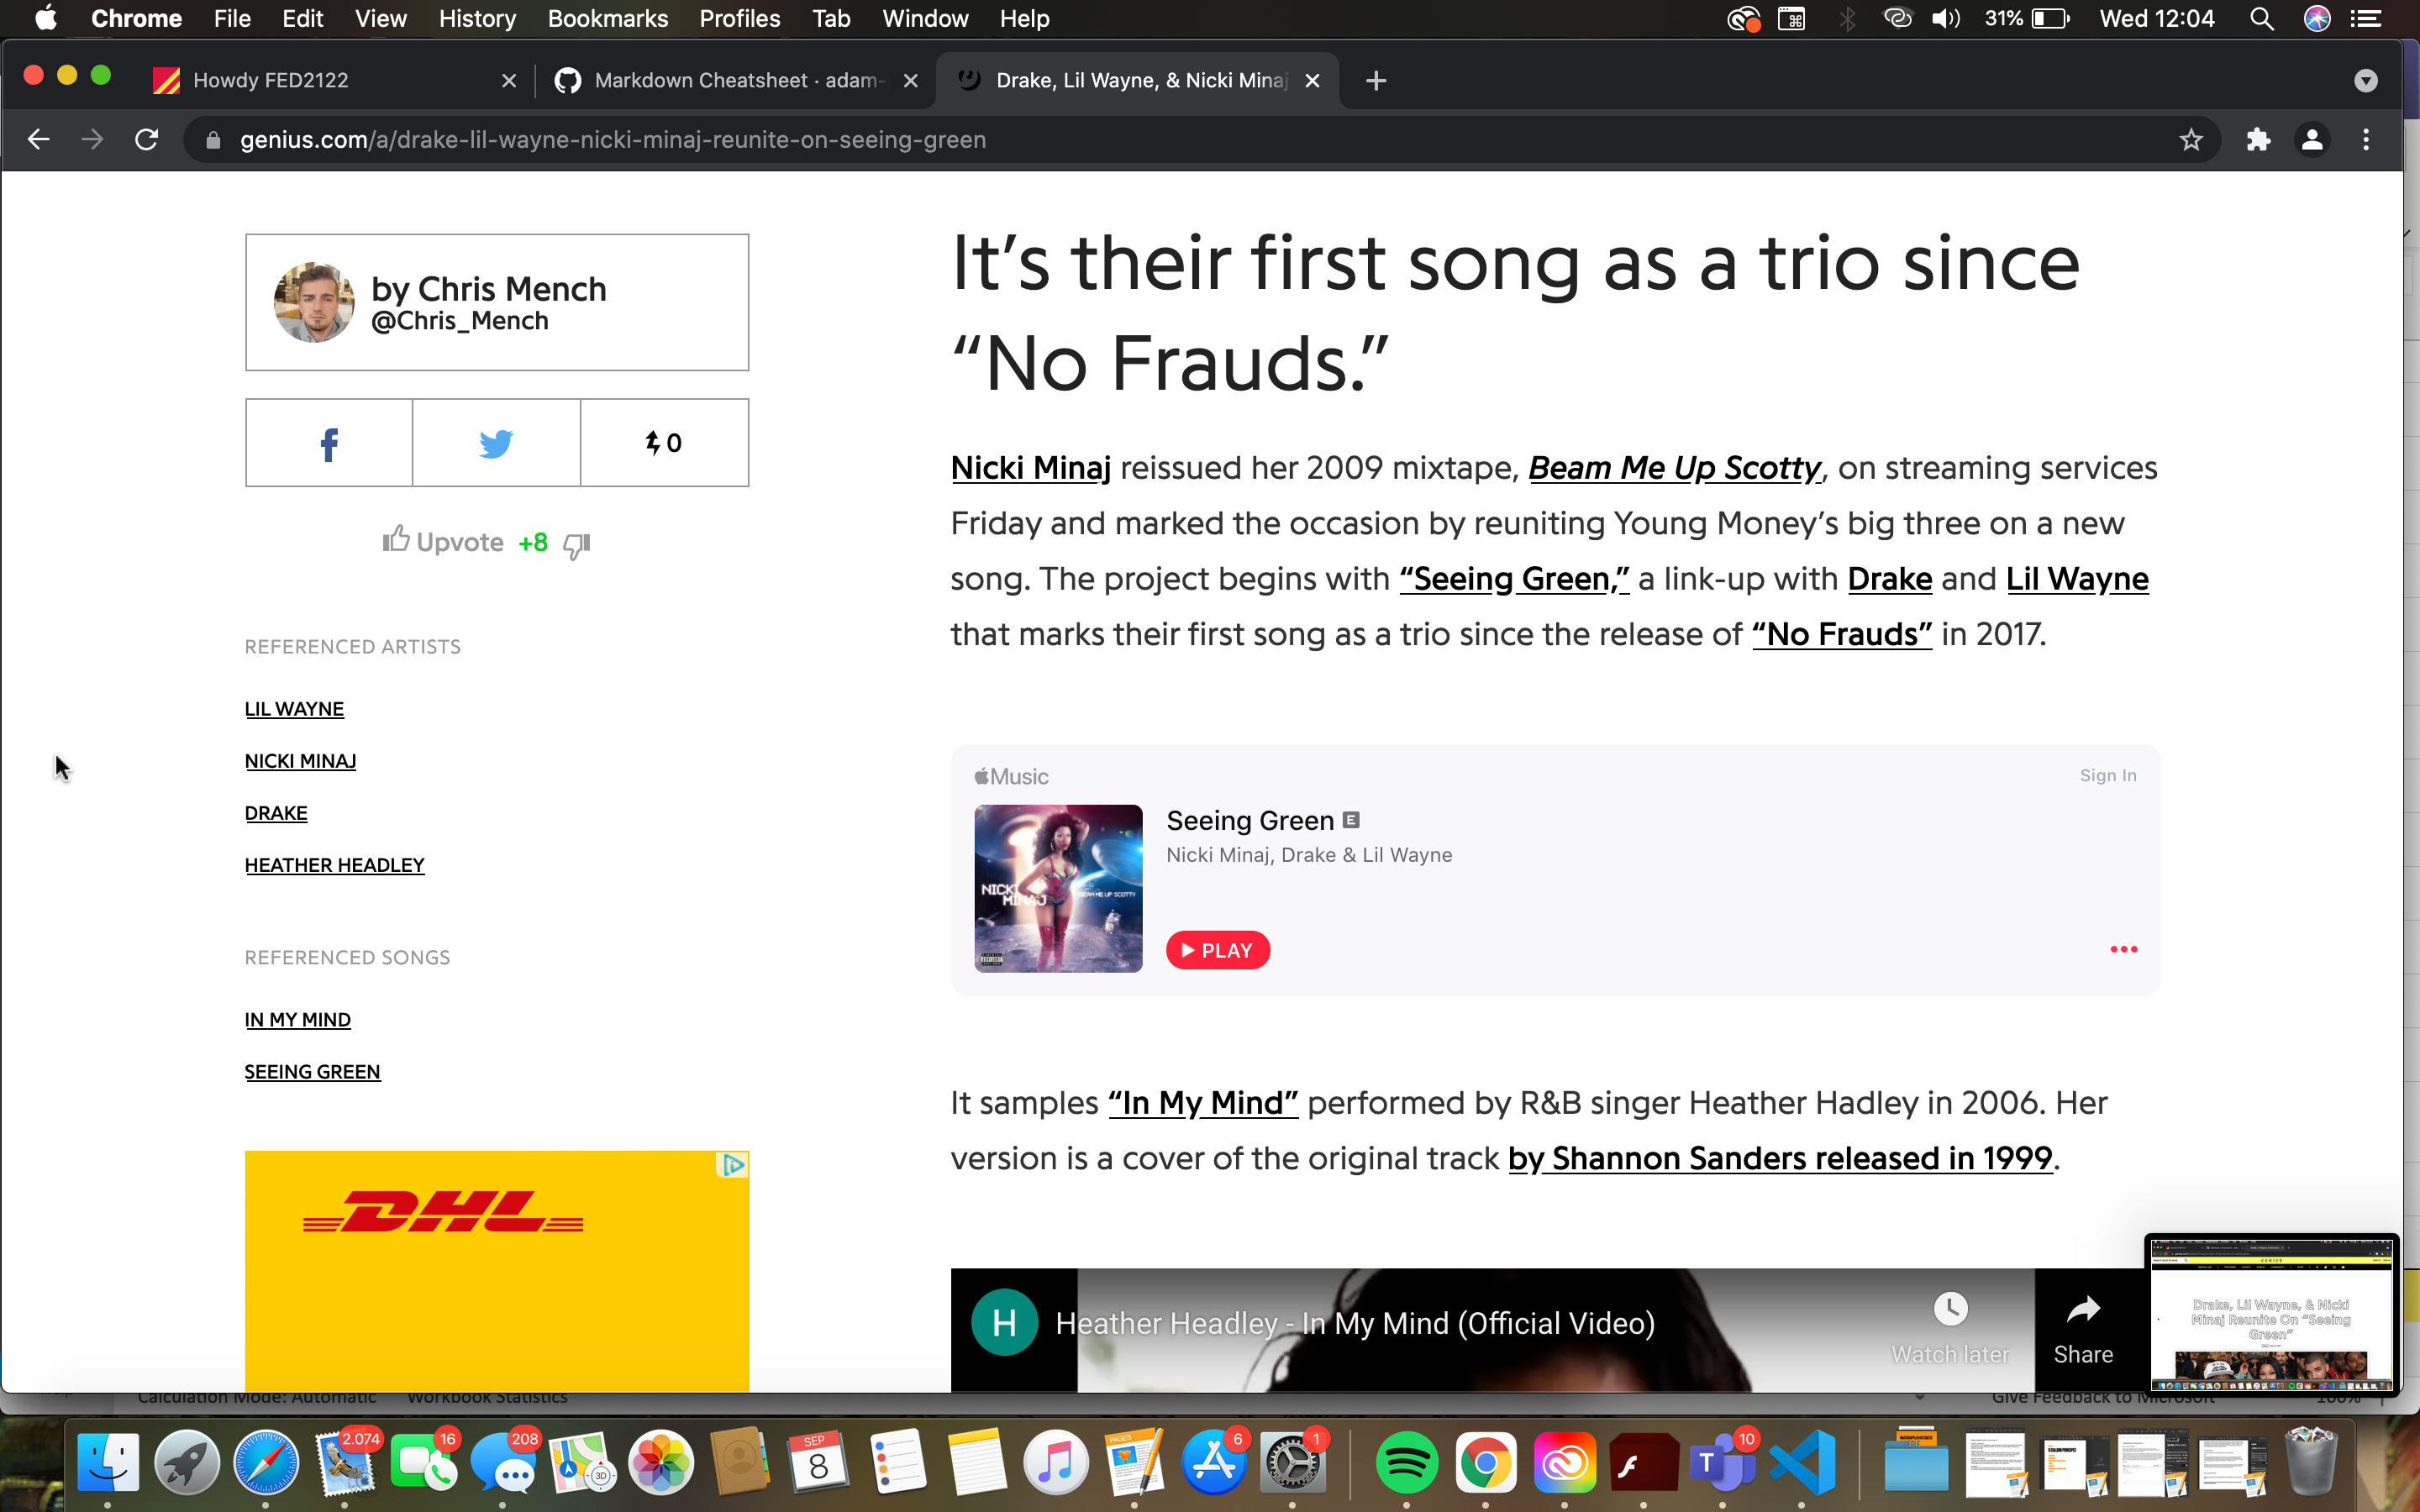 Chrome File Edit View History Bookmarks Profiles Tab Window Help 31% Wed 12:04
Howdy FED2122 Markdown Cheatsheet · adam- Drake, Lil Wayne, & Nicki Minaj
genius.com/a/drake-lil-wayne-nicki-minaj-reunite-on-seeing-green
by Chris Mench
@Chris_Mench
f 0
Upvote +8
REFERENCED ARTISTS
LIL WAYNE
NICKI MINAJ
DRAKE
HEATHER HEADLEY
REFERENCED SONGS
IN MY MIND
SEEING GREEN
DHL
It’s their first song as a trio since
“No Frauds.”
Nicki Minaj reissued her 2009 mixtape, Beam Me Up Scotty, on streaming services
Friday and marked the occasion by reuniting Young Money’s big three on a new
song. The project begins with “Seeing Green,” a link-up with Drake and Lil Wayne
that marks their first song as a trio since the release of “No Frauds” in 2017.
Music Sign In
Seeing Green E
Nicki Minaj, Drake & Lil Wayne
NICKI
MINAJ
BEAM ME UP SCOTTY
PLAY
It samples “In My Mind” performed by R&B singer Heather Hadley in 2006. Her
version is a cover of the original track by Shannon Sanders released in 1999.
H Heather Headley - In My Mind (Official Video)
Watch later Share
Drake, Lil Wayne, & Nicki
Minaj Reunite On “Seeing
Green”
Calculation Mode: Automatic Workbook Statistics Give Feedback to Microsoft 100%
2.074 16 208 3D SEP 8 PAGES 6 1 T 10